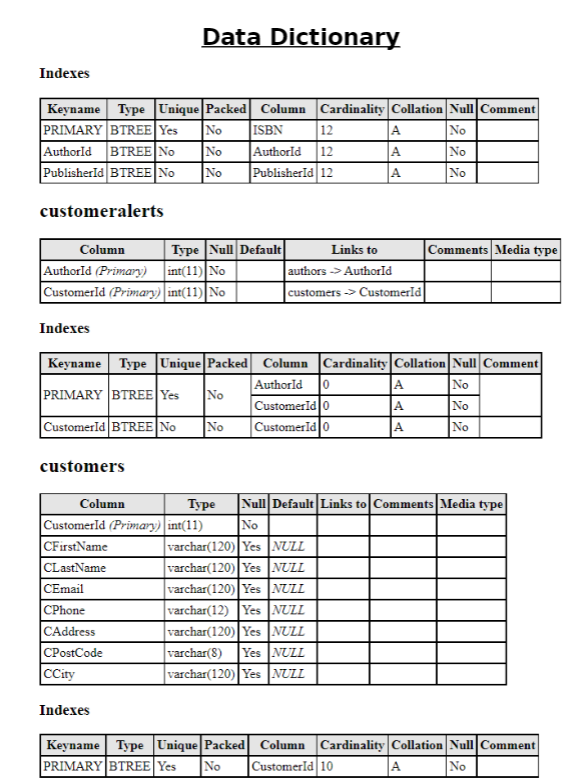 Data Dictionary
Indexes
Keyname Type Unique Packed Column Cardinality Collation Null Comment
PRIMARY BTREE Yes No ISBN 12 A No
AuthorId BTREE No No AuthorId 12 A No
PublisherId BTREE No No PublisherId 12 A No
customeralerts
Column Type Null Default Links to Comments Media type
AuthorId (Primary) int(11) No authors -> AuthorId
CustomerId (Primary) int(11) No customers -> CustomerId
Indexes
Keyname Type Unique Packed Column Cardinality Collation Null Comment
PRIMARY BTREE Yes No AuthorId 0 A No
CustomerId 0 A No
CustomerId BTREE No No CustomerId 0 A No
customers
Column Type Null Default Links to Comments Media type
CustomerId (Primary) int(11) No
CFirstName varchar(120) Yes NULL
CLastName varchar(120) Yes NULL
CEmail varchar(120) Yes NULL
CPhone varchar(12) Yes NULL
CAddress varchar(120) Yes NULL
CPostCode varchar(8) Yes NULL
CCity varchar(120) Yes NULL
Indexes
Keyname Type Unique Packed Column Cardinality Collation Null Comment
PRIMARY BTREE Yes No CustomerId 10 A No